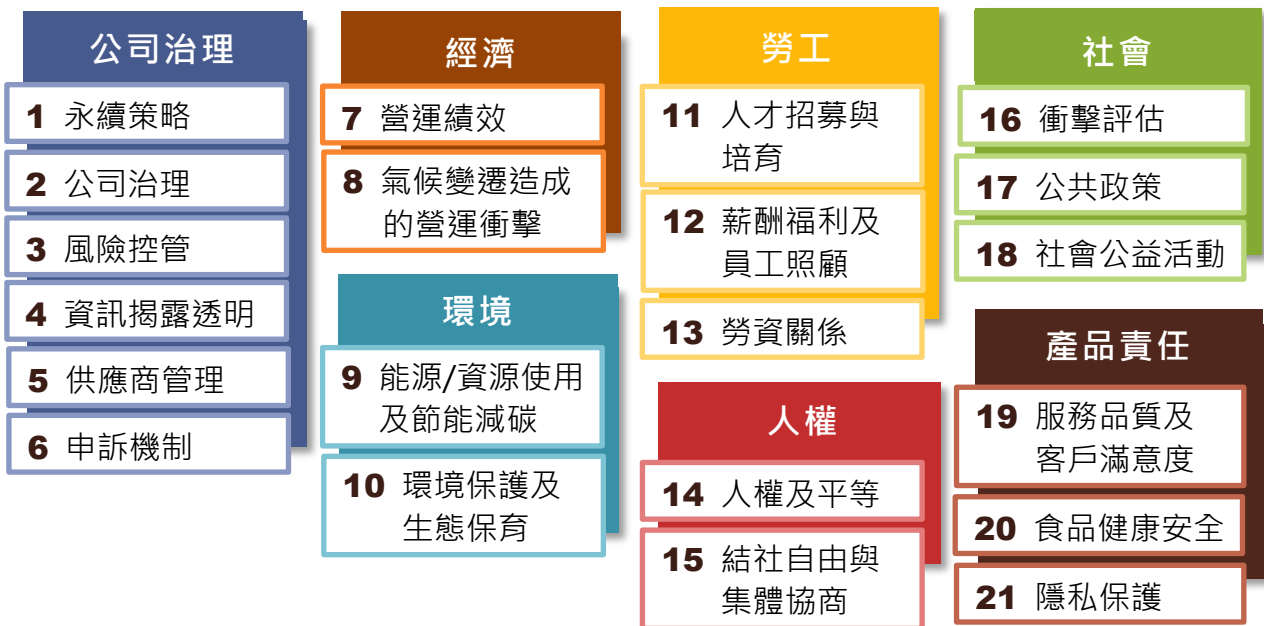 公司治理
1 永續策略
2 公司治理
3 風險控管
4 資訊揭露透明
5 供應商管理
6 申訴機制
經濟
7 營運績效
8 氣候變遷造成
的營運衝擊
環境
9 能源/資源使用
及節能減碳
10 環境保護及
生態保育
勞工
11 人才招募與
培育
12 薪酬福利及
員工照顧
13 勞資關係
人權
14 人權及平等
15 結社自由與
集體協商
社會
16 衝擊評估
17 公共政策
18 社會公益活動
產品責任
19 服務品質及
客戶滿意度
20 食品健康安全
21 隱私保護